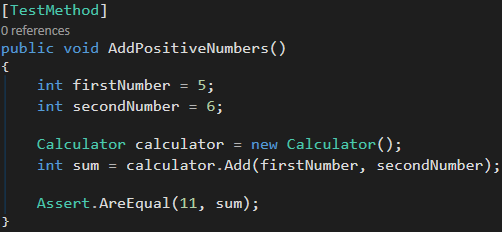 [TestMethod]
0 references
public void AddPositiveNumbers()
{
    int firstNumber = 5;
    int secondNumber = 6;

    Calculator calculator = new Calculator();
    int sum = calculator.Add(firstNumber, secondNumber);

    Assert.AreEqual(11, sum);
}